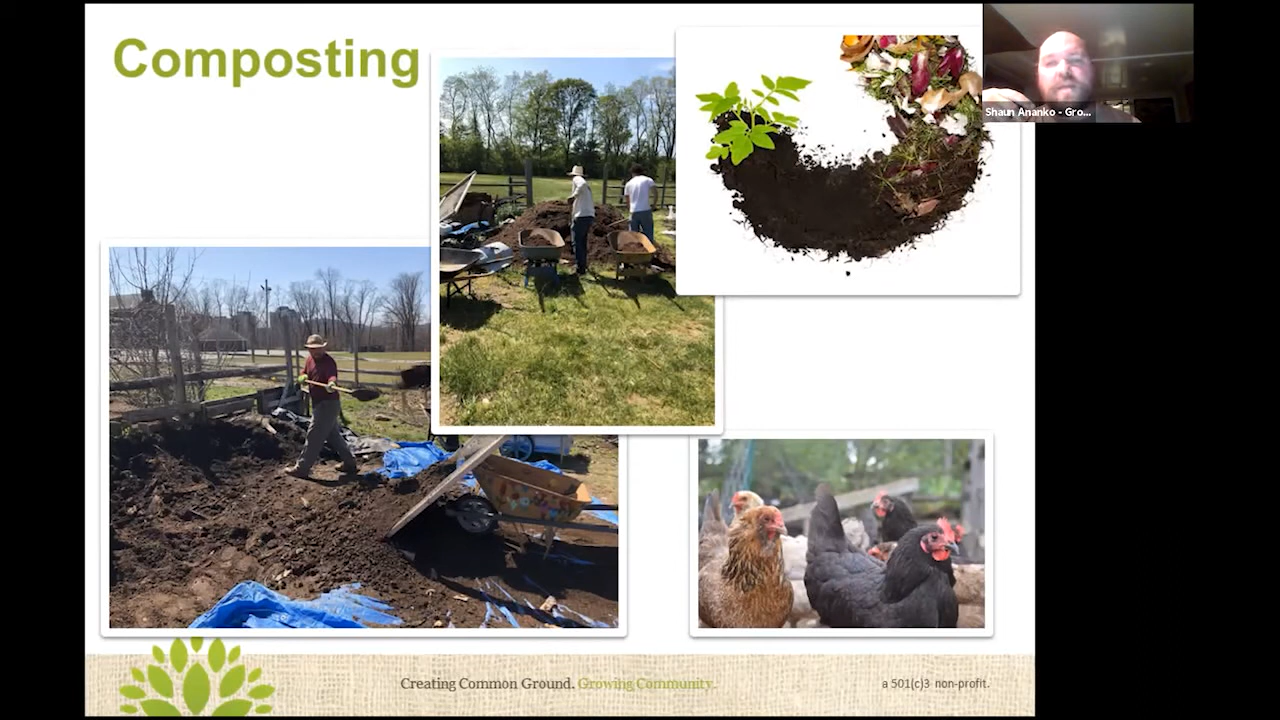 Composting
Shaun Ananko - Gro...
Creating Common Ground. Growing Community.
a 501(c)3 non-profit.